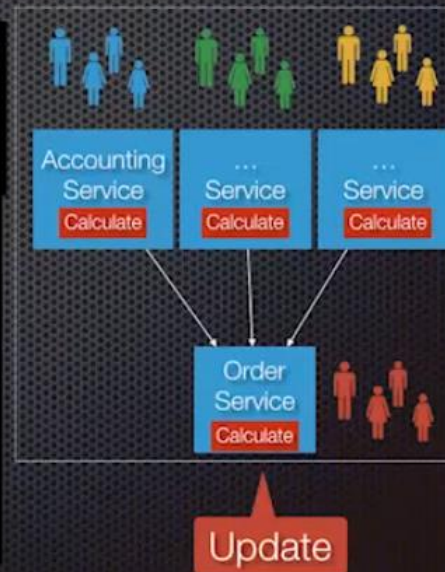 Accounting
Service
Calculate
...
Service
Calculate
...
Service
Calculate
Order
Service
Calculate
Update